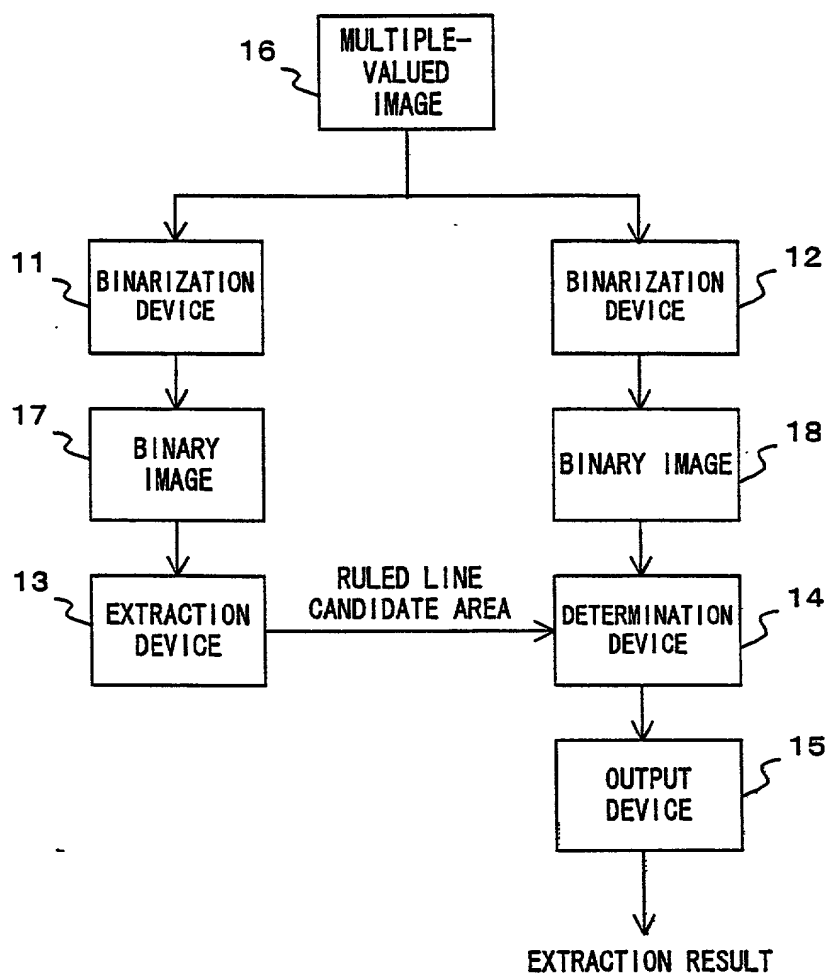 16
MULTIPLE-
VALUED
IMAGE
11
BINARIZATION
DEVICE
12
BINARIZATION
DEVICE
17
BINARY
IMAGE
18
BINARY IMAGE
13
EXTRACTION
DEVICE
RULED LINE
CANDIDATE AREA
14
DETERMINATION
DEVICE
15
OUTPUT
DEVICE
EXTRACTION RESULT